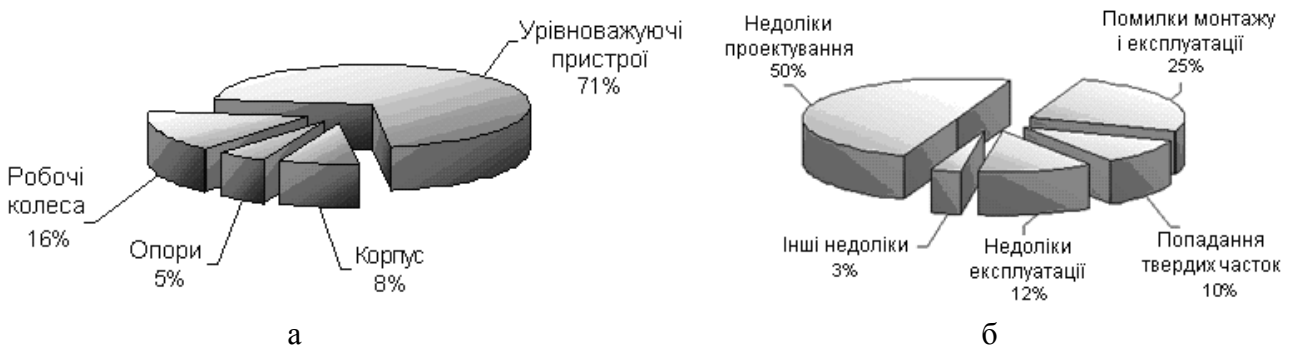 Урівноважуючі
пристрої
71%
Робочі
колеса
16%
Опори
5%
Корпус
8%
а
Недоліки
проектування
50%
Помилки монтажу
і експлуатації
25%
Інші недоліки
3%
Недоліки
експлуатації
12%
Попадання
твердих часток
10%
б